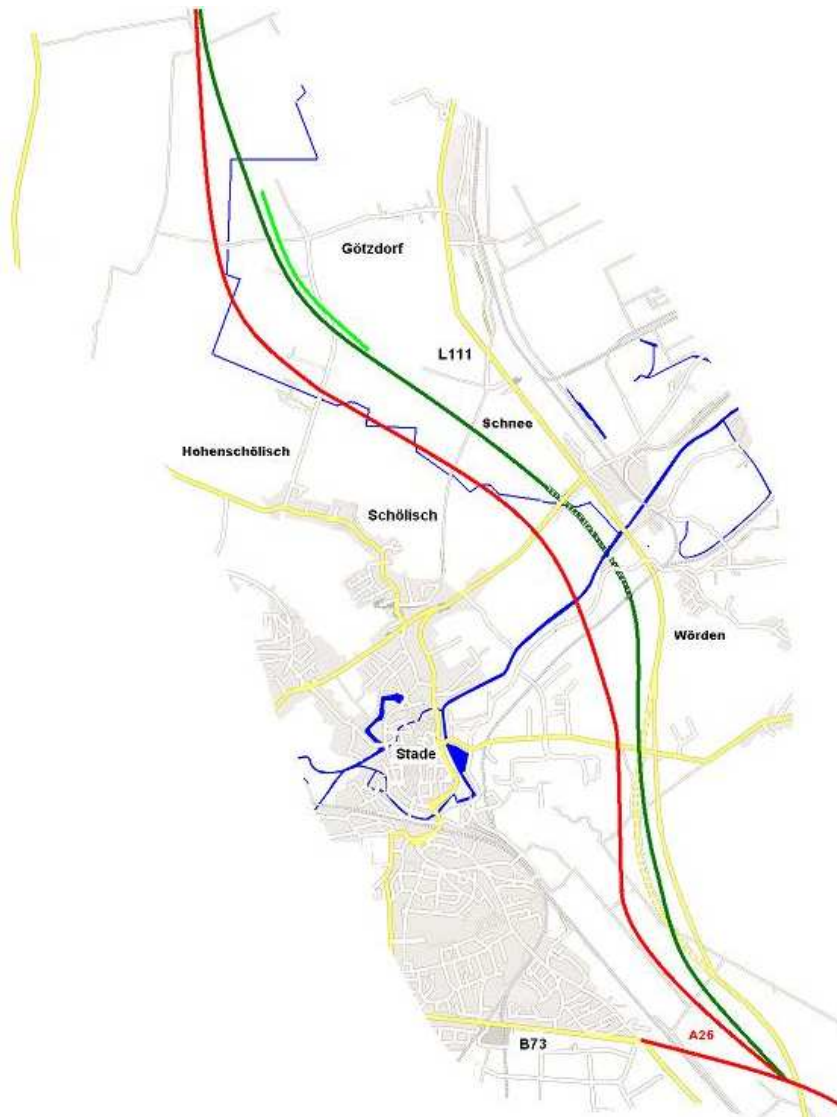 Götzdorf
L111
Schnee
Hohenschölisch
Schölisch
Wörden
Stade
A26
B73